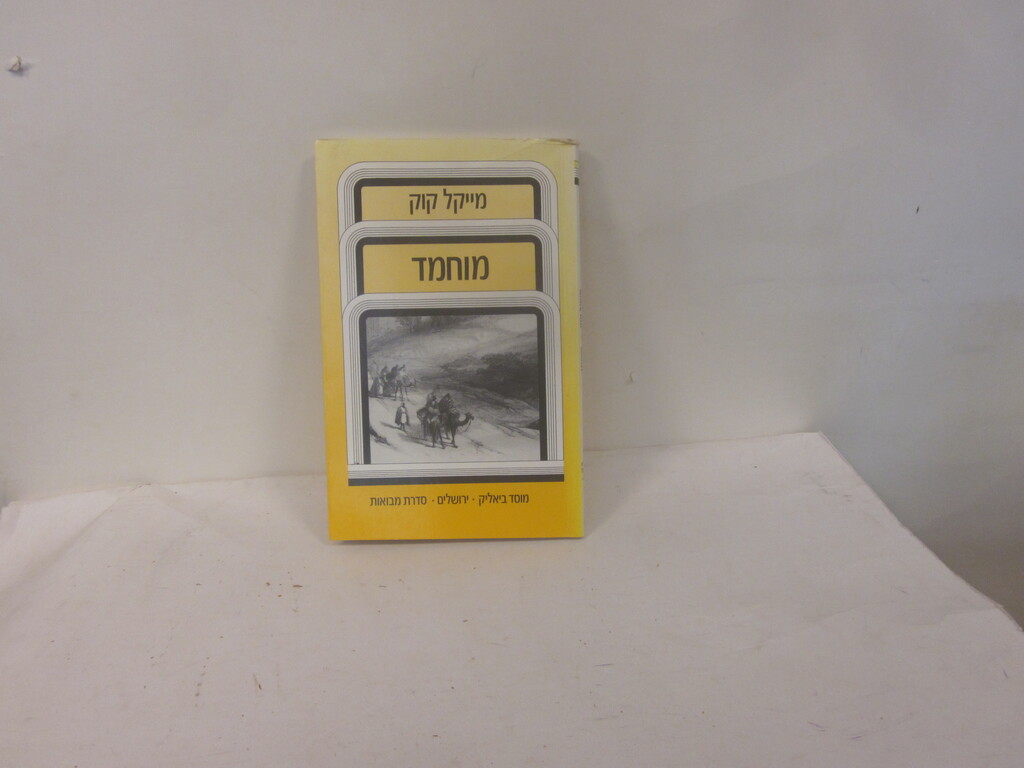 מייקל קוק
מוחמד
מוסד ביאליק · ירושלים · סדרת מבואות